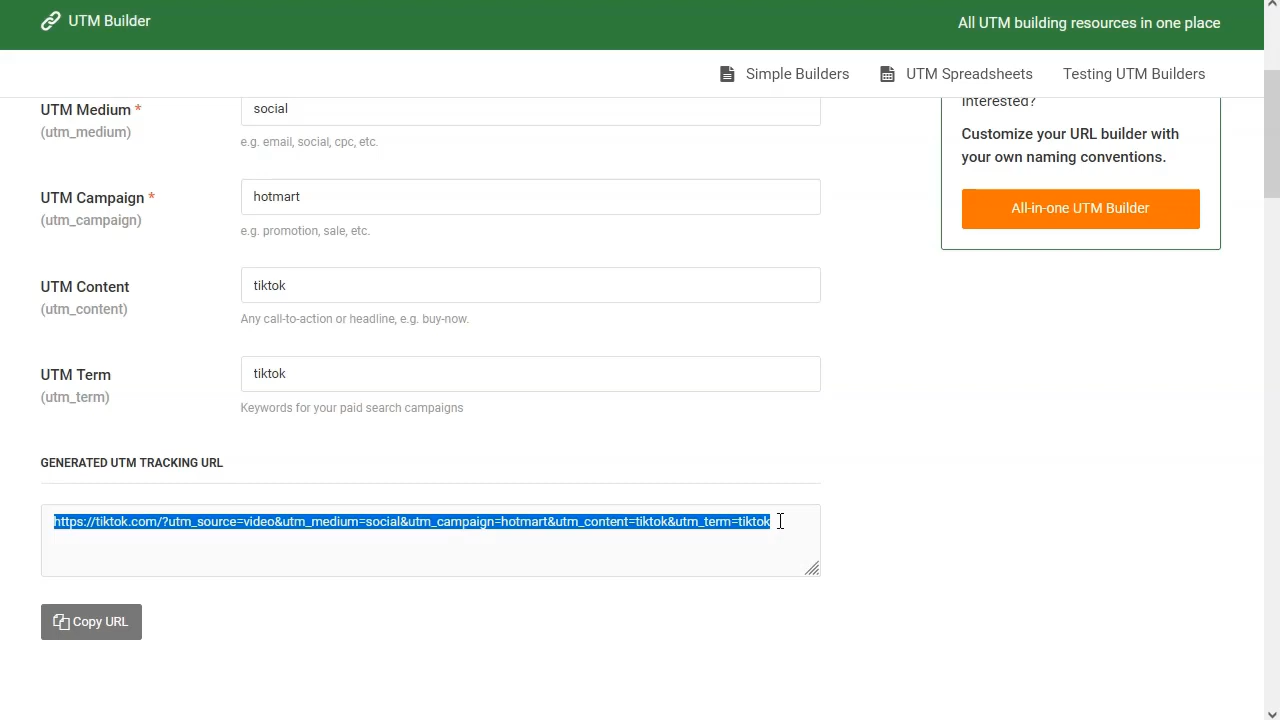 UTM Builder
All UTM building resources in one place
Simple Builders
UTM Spreadsheets
Testing UTM Builders
UTM Medium *
(utm_medium)
social
e.g. email, social, cpc, etc.
interested?
Customize your URL builder with
your own naming conventions.
All-in-one UTM Builder
UTM Campaign *
(utm_campaign)
hotmart
e.g. promotion, sale, etc.
UTM Content
(utm_content)
tiktok
Any call-to-action or headline, e.g. buy-now.
UTM Term
(utm_term)
tiktok
Keywords for your paid search campaigns
GENERATED UTM TRACKING URL
https://tiktok.com/?utm_source=video&utm_medium=social&utm_campaign=hotmart&utm_content=tiktok&utm_term=tiktok
Copy URL